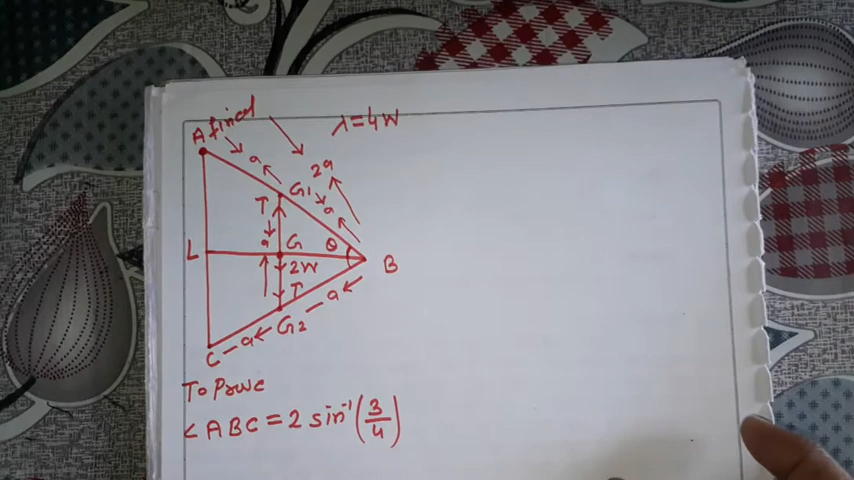 A fixed
λ=4W
a
2a
G1
a
T
a
L
G
θ
B
2W
T
a
G2
a
C
To Prove
∠ABC = 2 sin⁻¹(3/4)